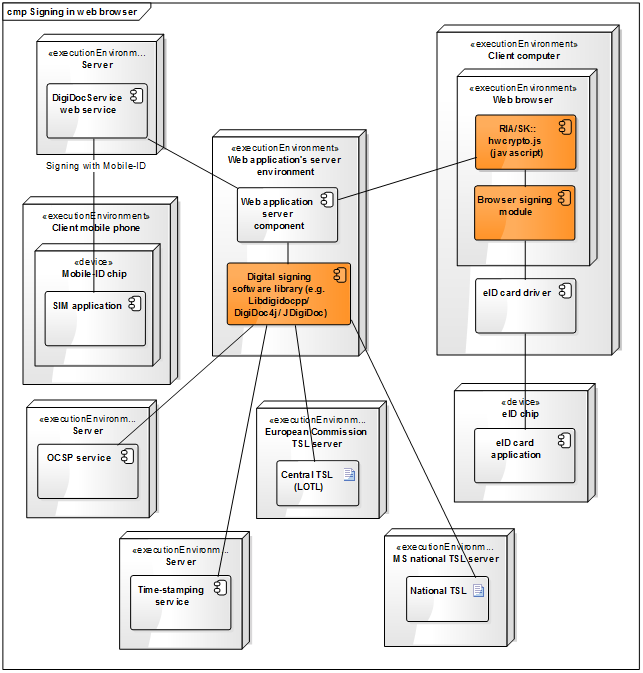 cmp Signing in web browser
«executionEnvironm...
Server
DigiDocService
web service
Signing with Mobile-ID
«executionEnvironment»
Client mobile phone
«device»
Mobile-ID chip
SIM application
«executionEnvironment»
Web application's server
environment
Web application
server
component
Digital signing
software library (e.g.
Libdigidocpp/
DigiDoc4j/ JDigiDoc)
«executionEnvironment»
Client computer
«executionEnvironment»
Web browser
RIA/SK::
hwcrypto.js
(javascript)
Browser signing
module
eID card driver
«device»
eID chip
eID card
application
«executionEnvironm...
Server
OCSP service
«executionEnvironment»
European Commission
TSL server
Central TSL
(LOTL)
«executionEnvironm...
Server
Time-stamping
service
«executionEnvironm...
MS national TSL server
National TSL